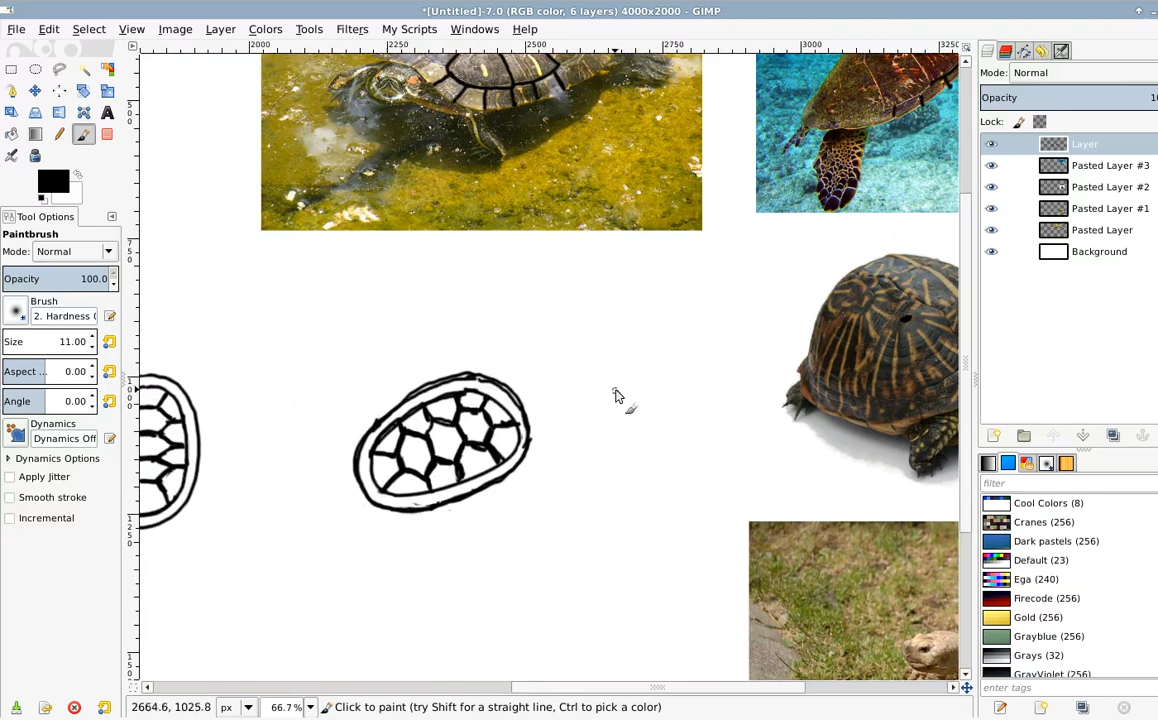 *[Untitled]-7.0 (RGB color, 6 layers) 4000x2000 – GIMP
File Edit Select View Image Layer Colors Tools Filters My Scripts Windows Help
2000 2250 2500 2750 3000 3250
Mode: Normal
Opacity
Lock:
Layer
Pasted Layer #3
Pasted Layer #2
Pasted Layer #1
Pasted Layer
Background
Tool Options
Paintbrush
Mode: Normal
Opacity 100.0
Brush
2. Hardness
Size 11.00
Aspect ... 0.00
Angle 0.00
Dynamics
Dynamics Off
Dynamics Options
Apply Jitter
Smooth stroke
Incremental
filter
Cool Colors (8)
Cranes (256)
Dark pastels (256)
Default (23)
Ega (240)
Firecode (256)
Gold (256)
Grayblue (256)
Grays (32)
GrayViolet (256)
enter tags
2664.6, 1025.8 px 66.7% Click to paint (try Shift for a straight line, Ctrl to pick a color)